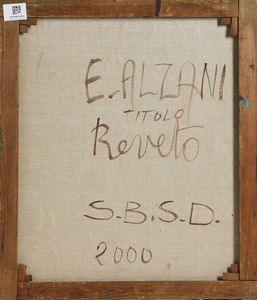 E. ALZANI
TITOLO
Reveto
S.B.S.D.
2000